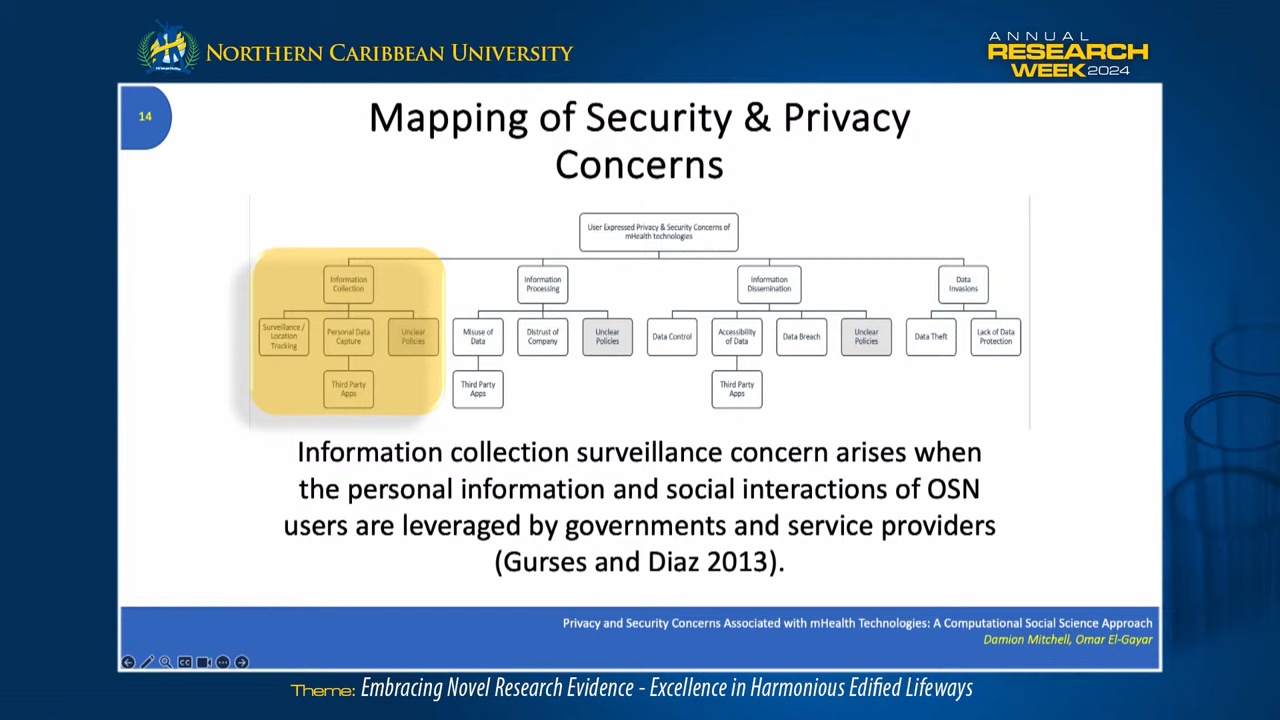 NORTHERN CARIBBEAN UNIVERSITY
ANNUAL
RESEARCH
WEEK 2024
14
Mapping of Security & Privacy
Concerns
User Expressed Privacy & Security Concerns of
mHealth technologies
Information
Collection
Information
Processing
Information
Dissemination
Data
Invasions
Surveillance /
Location
Tracking
Personal Data
Capture
Unclear
Policies
Misuse of
Data
Distrust of
Company
Unclear
Policies
Data Control
Accessibility
of Data
Data Breach
Unclear
Policies
Data Theft
Lack of Data
Protection
Third Party
Apps
Third Party
Apps
Third Party
Apps
Information collection surveillance concern arises when
the personal information and social interactions of OSN
users are leveraged by governments and service providers
(Gurses and Diaz 2013).
Privacy and Security Concerns Associated with mHealth Technologies: A Computational Social Science Approach
Damion Mitchell, Omar El-Gayar
CC
Theme: Embracing Novel Research Evidence - Excellence in Harmonious Edified Lifeways